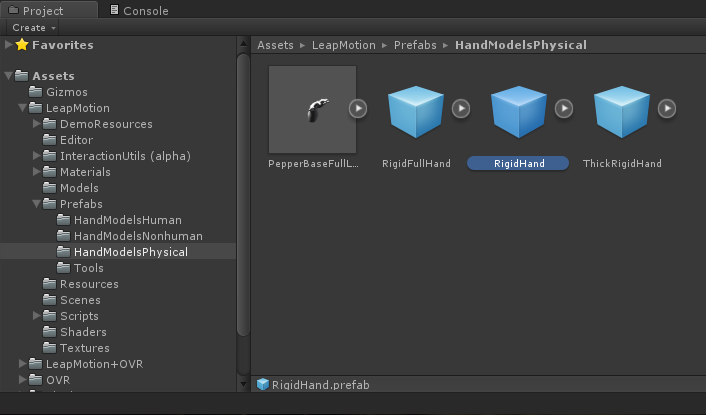 Project
Console
Create
Favorites
Assets
Gizmos
LeapMotion
DemoResources
Editor
InteractionUtils (alpha)
Materials
Models
Prefabs
HandModelsHuman
HandModelsNonhuman
HandModelsPhysical
Tools
Resources
Scenes
Scripts
Shaders
Textures
LeapMotion+OVR
OVR
Assets LeapMotion Prefabs HandModelsPhysical
PepperBaseFullL...
RigidFullHand
RigidHand
ThickRigidHand
RigidHand.prefab